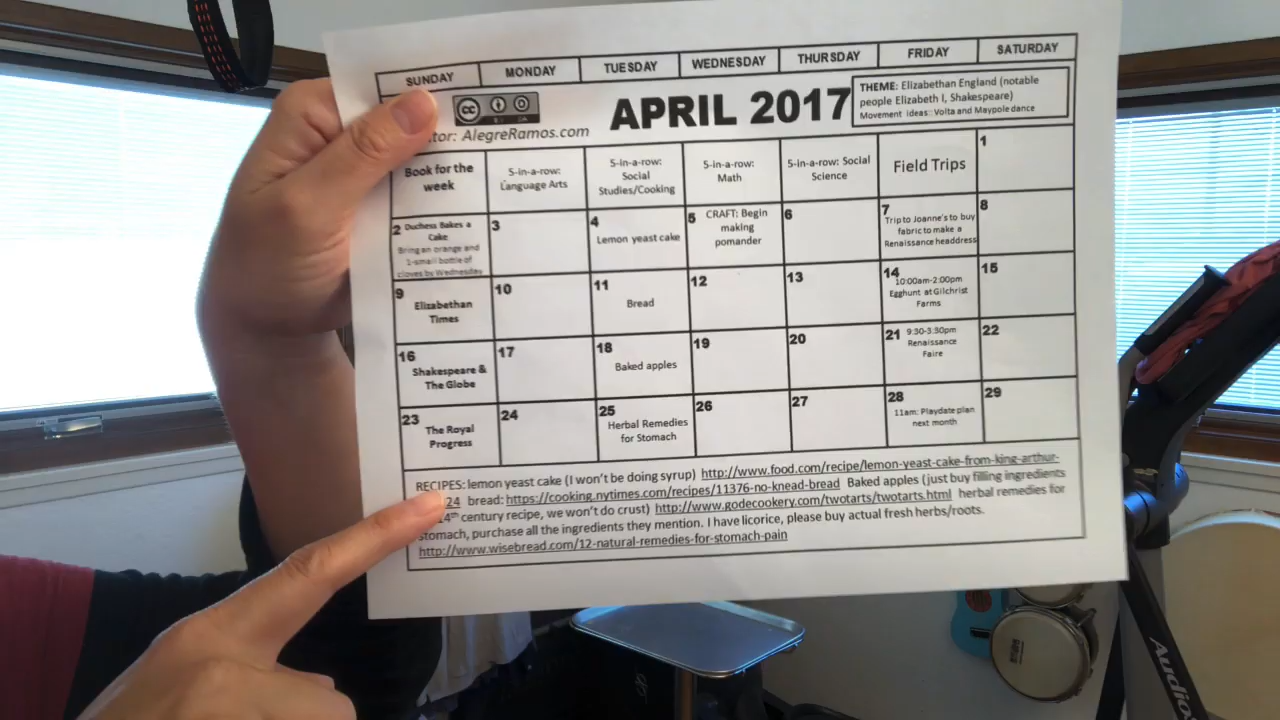 SUNDAY MONDAY TUESDAY WEDNESDAY THURSDAY FRIDAY SATURDAY
cc
tor: AlegreRamos.com
APRIL 2017
THEME: Elizabethan England (notable
people Elizabeth I, Shakespeare)
Movement ideas: Volta and Maypole dance
Book for the
week
5-in-a-row:
Language Arts
5-in-a-row:
Social
Studies/Cooking
5-in-a-row:
Math
5-in-a-row: Social
Science
Field Trips
1
2 Duchess Bakes a
Cake
Bring an orange and
1-small bottle of
cloves by Wednesday
3
4
Lemon yeast cake
5 CRAFT: Begin
making
pomander
6
7
Trip to Joanne's to buy
fabric to make a
Renaissance headdress
8
9
Elizabethan
Times
10
11
Bread
12
13
14
10:00am-2:00pm
Egghunt at Gilchrist
Farms
15
16
Shakespeare &
The Globe
17
18
Baked apples
19
20
21 9:30-3:30pm
Renaissance
Faire
22
23
The Royal
Progress
24
25
Herbal Remedies
for Stomach
26
27
28
11am: Playdate plan
next month
29
RECIPES: lemon yeast cake (I won't be doing syrup) http://www.food.com/recipe/lemon-yeast-cake-from-king-arthur-
24 bread: https://cooking.nytimes.com/recipes/11376-no-knead-bread Baked apples (just buy filling ingredients
14th century recipe, we won't do crust) http://www.godecookery.com/twotarts/twotarts.html herbal remedies for
stomach, purchase all the ingredients they mention. I have licorice, please buy actual fresh herbs/roots.
http://www.wisebread.com/12-natural-remedies-for-stomach-pain
Audio